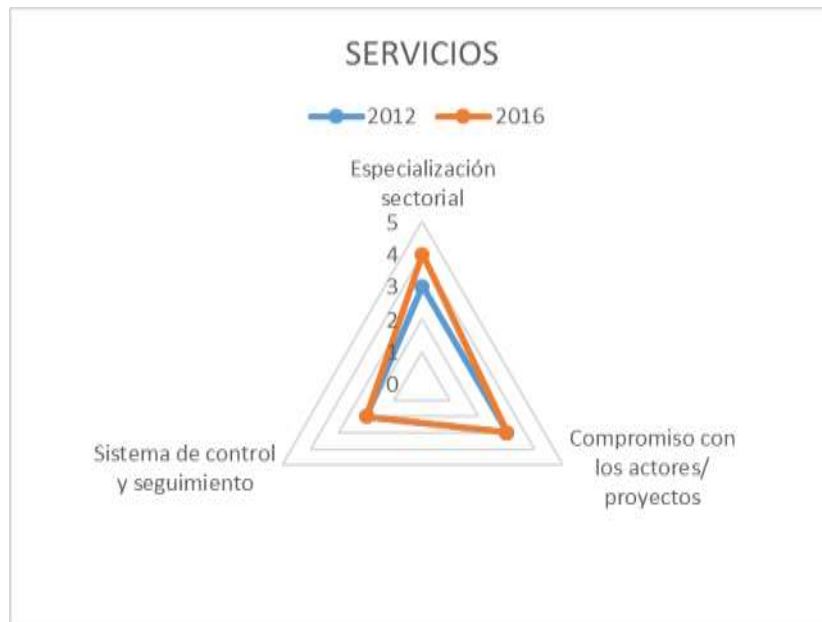 SERVICIOS
2012 2016
Especialización
sectorial
5
4
3
2
1
0
Sistema de control
y seguimiento
Compromiso con
los actores/
proyectos